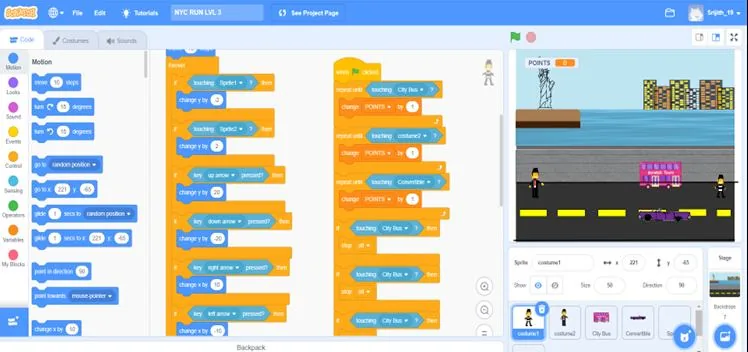 SCRATCH File Edit Tutorials NYC RUN LVL 3 See Project Page Srijith_19
Code Costumes Sounds
Motion
Looks
Sound
Events
Control
Sensing
Operators
Variables
My Blocks
Motion
move 10 steps
turn 15 degrees
turn 15 degrees
go to random position
go to x: 221 y: -65
glide 1 secs to random position
glide 1 secs to x: 221 y: -65
point in direction 90
point towards mouse-pointer
change x by 10
forever
if touching Sprite1 ? then
change y by -2
if touching Sprite2 ? then
change y by 2
if key up arrow pressed? then
change y by 20
if key down arrow pressed? then
change y by -20
if key right arrow pressed? then
change x by 10
if key left arrow pressed? then
change x by -10
when clicked
repeat until touching City Bus ?
change POINTS by 1
repeat until touching costume2 ?
change POINTS by 1
repeat until touching Convertible ?
change POINTS by 1
if touching City Bus ? then
stop all
if touching City Bus ? then
stop all
if touching City Bus ? then
POINTS 0
Scratch Tours
Sprite costume1 x 221 y -65
Show Size 50 Direction 90
costume1 costume2 City Bus Convertible
Stage
Backdrops
Backpack